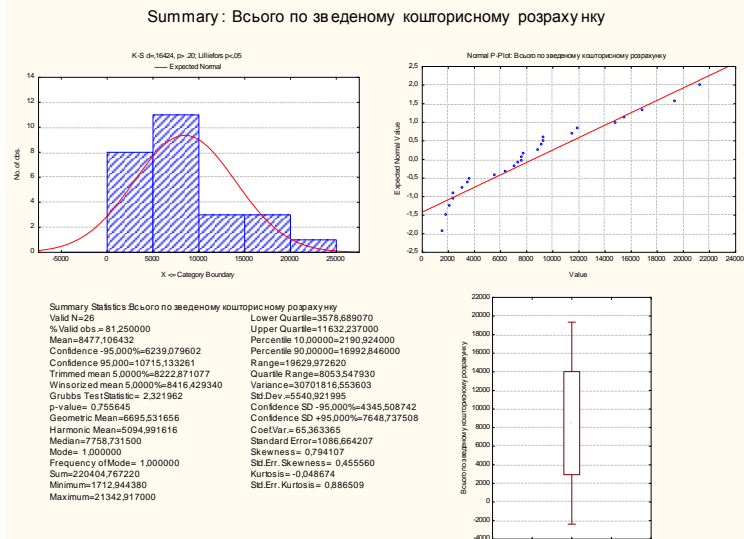 Summary: Всього по зведеному кошторисному розрахунку
K-S d=,16424, p> .20; Lilliefors p<,05
Expected Normal
14
12
10
8
6
4
2
0
No. of obs.
-5000
0
5000
10000
15000
20000
25000
X <= Category Boundary
Normal P-Plot: Всього по зведеному кошторисному розрахунку
2,5
2,0
1,5
1,0
0,5
0,0
-0,5
-1,0
-1,5
-2,0
-2,5
Expected Normal Value
0
2000
4000
6000
8000
10000
12000
14000
16000
18000
20000
22000
24000
Value
Summary Statistics:Всього по зведеному кошторисному розрахунку
Valid N=26
% Valid obs.= 81,250000
Mean=8477,106432
Confidence -95,000%=6239,079602
Confidence 95,000=10715,133261
Trimmed mean 5,0000%=8222,871077
Winsorized mean 5,0000%=8416,429340
Grubbs Test Statistic= 2,321962
p-value= 0,755645
Geometric Mean=6695,531656
Harmonic Mean=5094,991616
Median=7758,731500
Mode= 1,000000
Frequency of Mode= 1,000000
Sum=220404,767220
Minimum=1712,944380
Maximum=21342,917000
Lower Quartile=3578,689070
Upper Quartile=11632,237000
Percentile 10,00000=2190,924000
Percentile 90,00000=16992,846000
Range=19629,972620
Quartile Range=8053,547930
Variance=30701816,553603
Std.Dev.=5540,921995
Confidence SD -95,000%=4345,508742
Confidence SD +95,000%=7648,737508
Coef.Var.= 65,363365
Standard Error=1086,664207
Skewness= 0,794107
Std.Err. Skewness= 0,455560
Kurtosis= -0,048674
Std.Err. Kurtosis= 0,886509
22000
20000
18000
16000
14000
12000
10000
8000
6000
4000
2000
0
-2000
-4000
Всього по зведеному кошторисному розрахунку